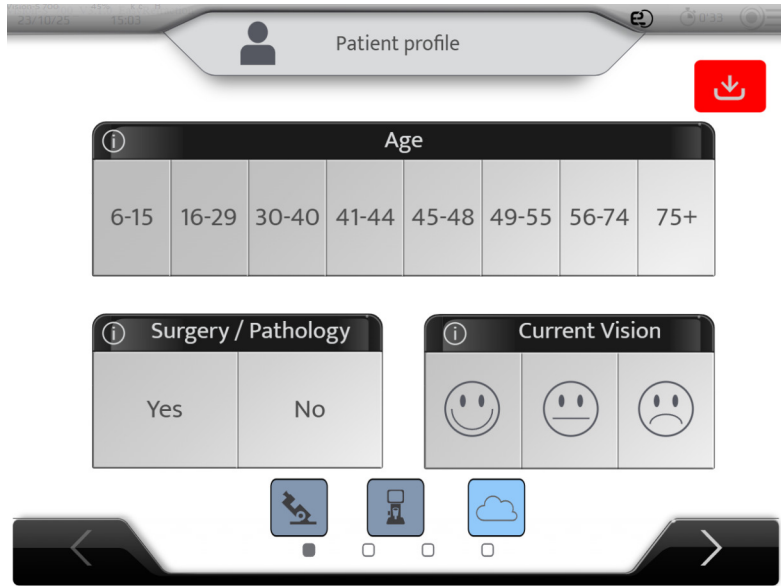 23/10/25 15:03
0'33
Patient profile
Age
6-15 16-29 30-40 41-44 45-48 49-55 56-74 75+
Surgery / Pathology
Yes No
Current Vision